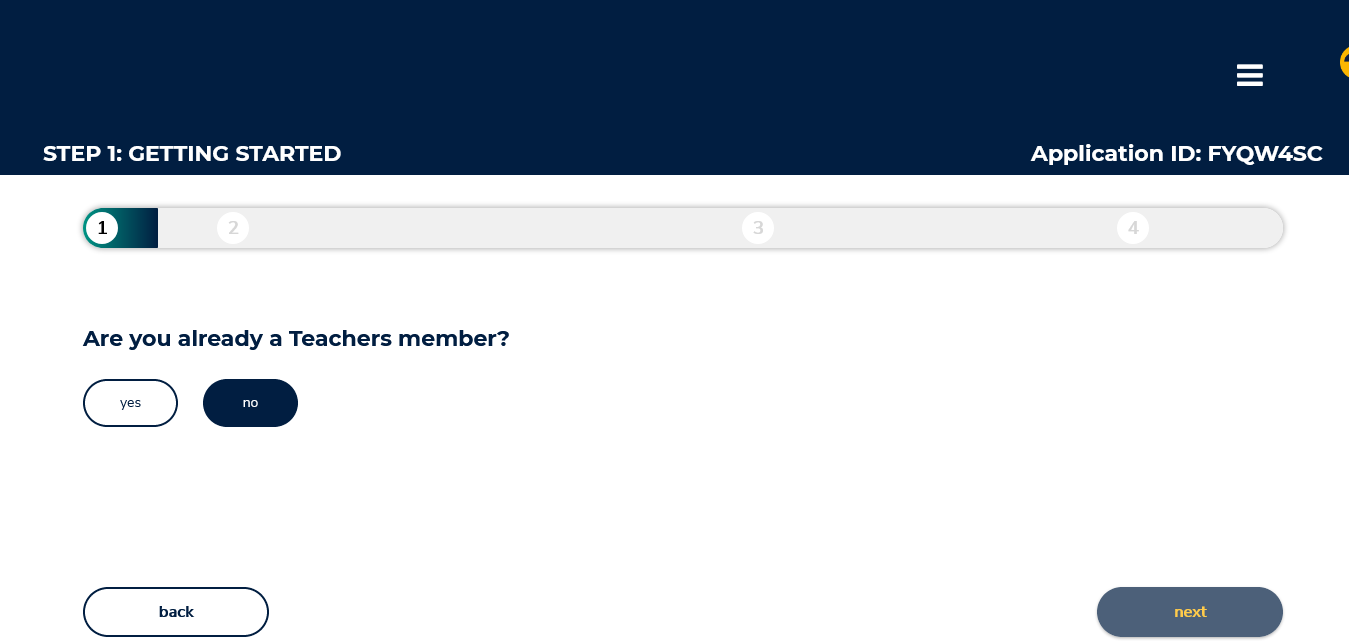 STEP 1: GETTING STARTED
Application ID: FYQW4SC
1
2
3
4
Are you already a Teachers member?
yes
no
back
next